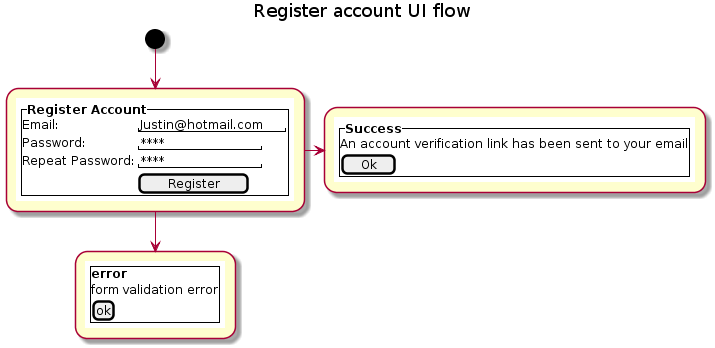 Register account UI flow
Register Account
Email: Justin@hotmail.com
Password: ****
Repeat Password: ****
Register
Success
An account verification link has been sent to your email
Ok
error
form validation error
ok